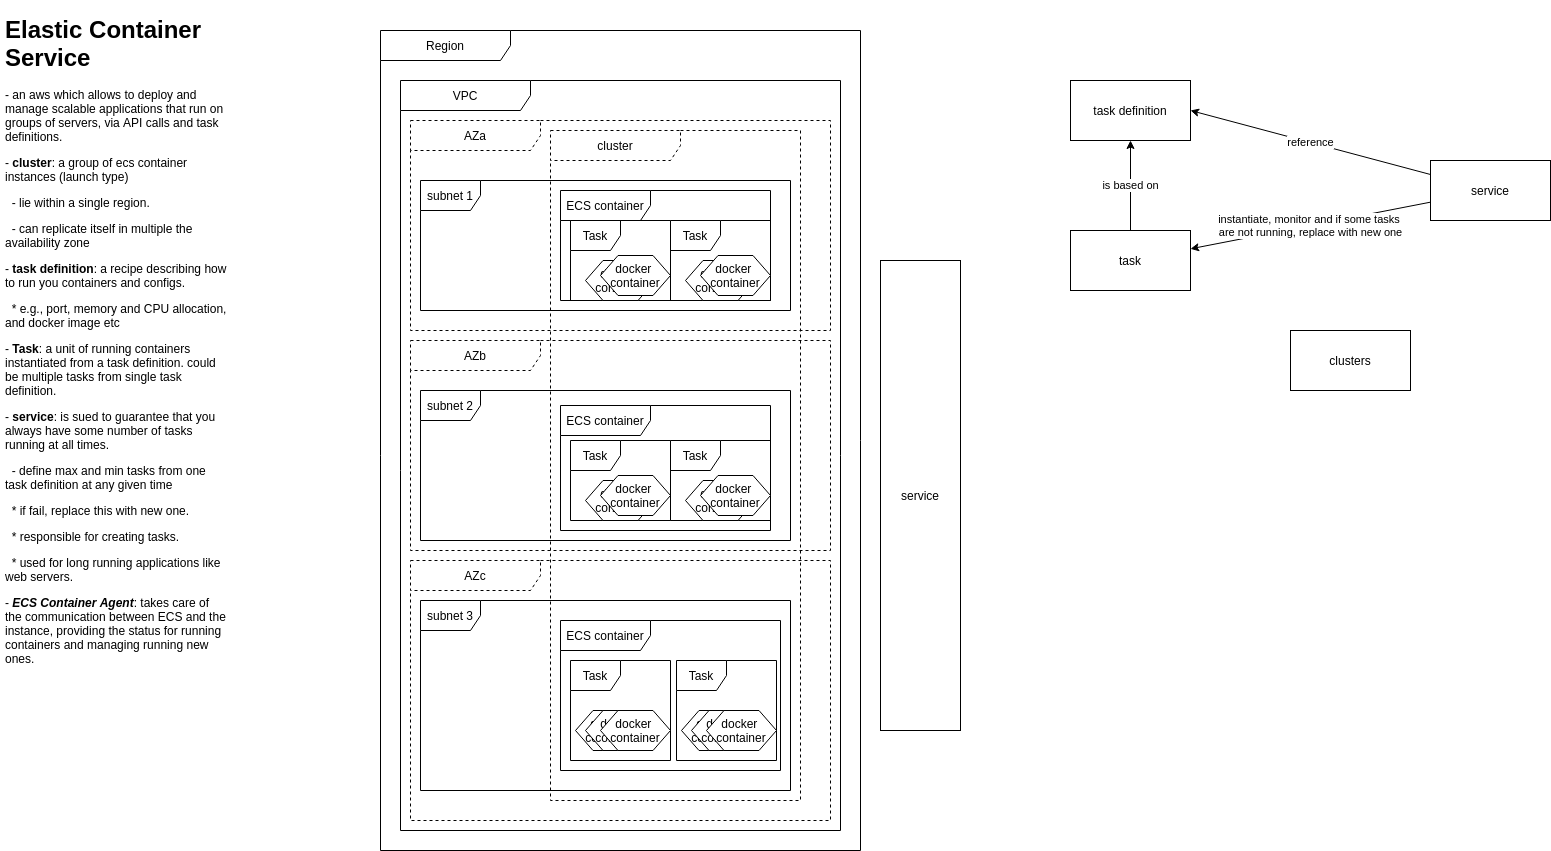 Elastic Container
Service
- an aws which allows to deploy and
manage scalable applications that run on
groups of servers, via API calls and task
definitions.
- cluster: a group of ecs container
instances (launch type)
- lie within a single region.
- can replicate itself in multiple the
availability zone
- task definition: a recipe describing how
to run you containers and configs.
* e.g., port, memory and CPU allocation,
and docker image etc
- Task: a unit of running containers
instantiated from a task definition. could
be multiple tasks from single task
definition.
- service: is sued to guarantee that you
always have some number of tasks
running at all times.
- define max and min tasks from one
task definition at any given time
* if fail, replace this with new one.
* responsible for creating tasks.
* used for long running applications like
web servers.
- ECS Container Agent: takes care of
the communication between ECS and the
instance, providing the status for running
containers and managing running new
ones.
Region
VPC
AZa
cluster
subnet 1
ECS container
Task
Task
docker
container
docker
container
AZb
subnet 2
ECS container
Task
Task
docker
container
docker
container
AZc
subnet 3
ECS container
Task
Task
docker
container
docker
container
service
task definition
reference
service
is based on
instantiate, monitor and if some tasks
are not running, replace with new one
task
clusters